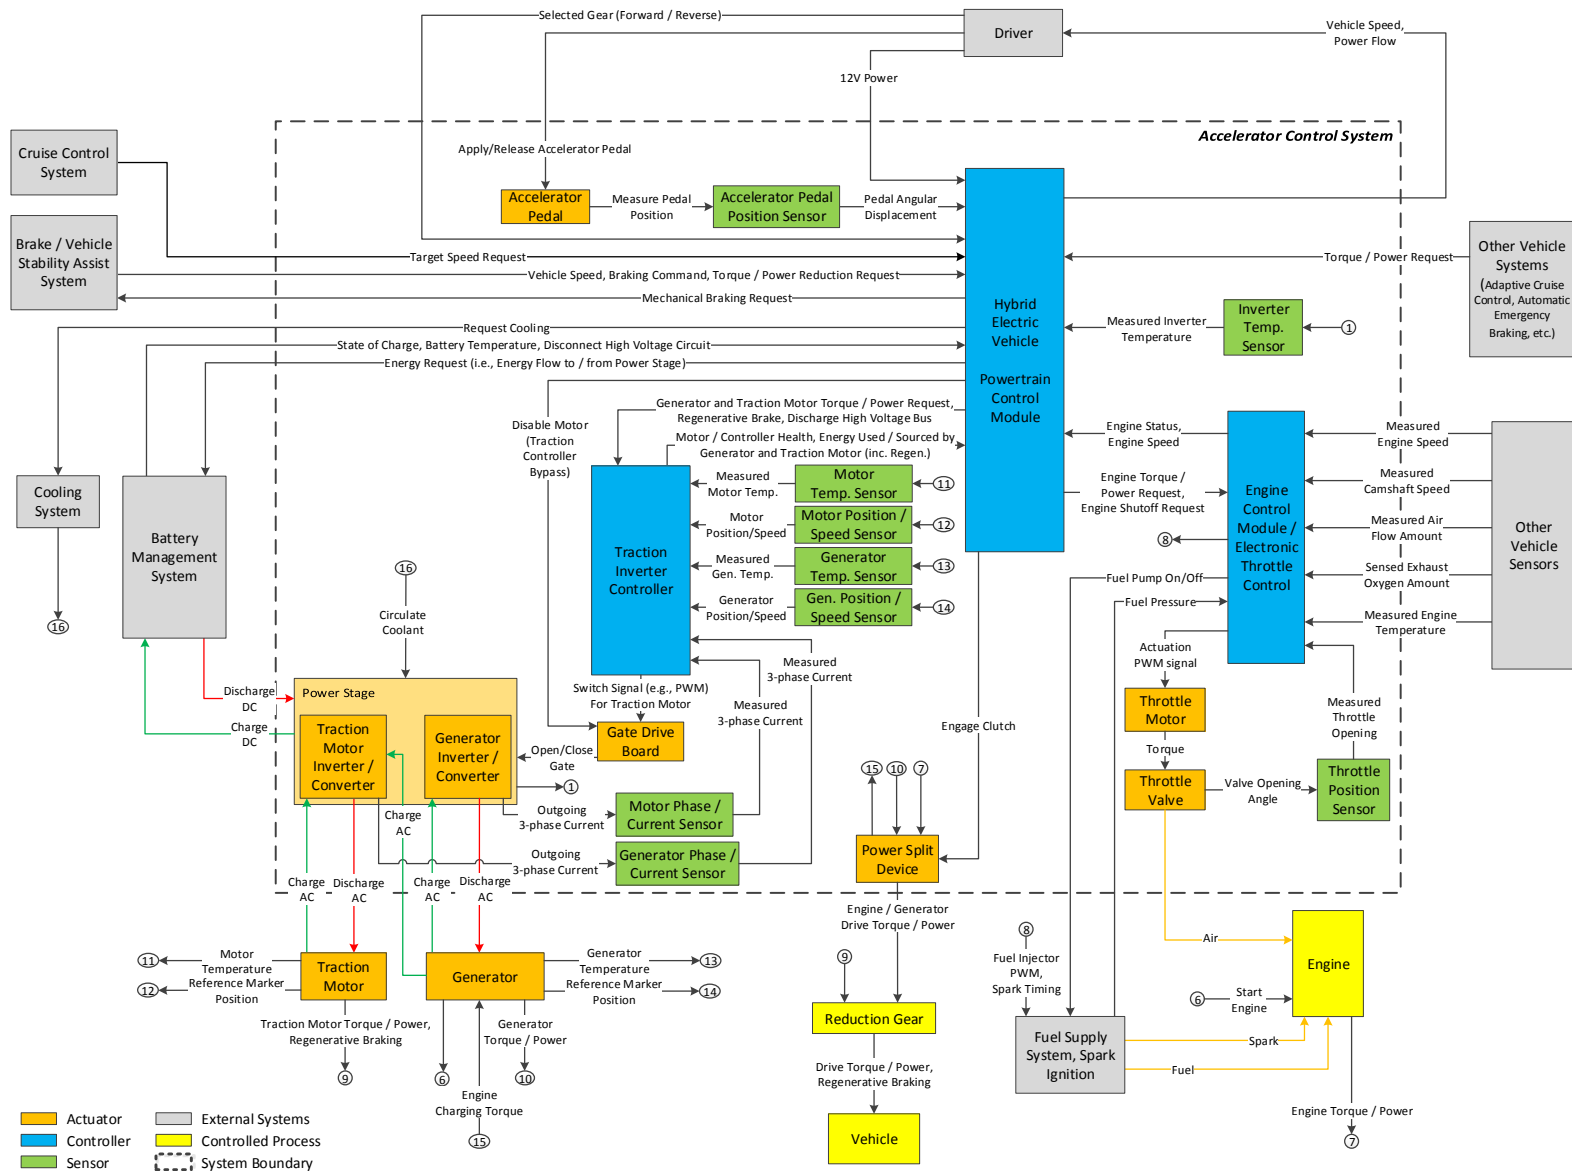 Selected Gear (Forward / Reverse)
Driver
Vehicle Speed,
Power Flow
12V Power
Accelerator Control System
Cruise Control
System
Apply/Release Accelerator Pedal
Accelerator
Pedal
Measure Pedal
Position
Accelerator Pedal
Position Sensor
Pedal Angular
Displacement
Brake / Vehicle
Stability Assist
System
Target Speed Request
Vehicle Speed, Braking Command, Torque / Power Reduction Request
Mechanical Braking Request
Torque / Power Request
Other Vehicle
Systems
(Adaptive Cruise
Control, Automatic
Emergency
Braking, etc.)
Hybrid
Electric
Vehicle
Powertrain
Control
Module
Request Cooling
State of Charge, Battery Temperature, Disconnect High Voltage Circuit
Energy Request (i.e., Energy Flow to / from Power Stage)
Measured Inverter
Temperature
Inverter
Temp.
Sensor
1
Generator and Traction Motor Torque / Power Request,
Regenerative Brake, Discharge High Voltage Bus
Disable Motor
(Traction
Controller
Bypass)
Motor / Controller Health, Energy Used / Sourced by
Generator and Traction Motor (inc. Regen.)
Engine Status,
Engine Speed
Measured
Engine Speed
Cooling
System
Battery
Management
System
Traction
Inverter
Controller
Measured
Motor Temp.
Motor
Temp. Sensor
11
Motor
Position/Speed
Motor Position /
Speed Sensor
12
Measured
Gen. Temp.
Generator
Temp. Sensor
13
Generator
Position/Speed
Gen. Position /
Speed Sensor
14
Engine Torque /
Power Request,
Engine Shutoff Request
Engine
Control
Module /
Electronic
Throttle
Control
Measured
Camshaft Speed
Measured Air
Flow Amount
Sensed Exhaust
Oxygen Amount
Measured Engine
Temperature
Other
Vehicle
Sensors
8
Fuel Pump On/Off
Fuel Pressure
16
16
Circulate
Coolant
Actuation
PWM signal
Measured
3-phase Current
Measured
3-phase Current
Switch Signal (e.g., PWM)
For Traction Motor
Discharge
DC
Charge
DC
Power Stage
Traction
Motor
Inverter /
Converter
Generator
Inverter /
Converter
Open/Close
Gate
Gate Drive
Board
1
Engage Clutch
Throttle
Motor
Torque
Throttle
Valve
Valve Opening
Angle
Throttle
Position
Sensor
Measured
Throttle
Opening
15
10
7
Charge
AC
Outgoing
3-phase Current
Motor Phase /
Current Sensor
Outgoing
3-phase Current
Generator Phase /
Current Sensor
Power Split
Device
Charge
AC
Discharge
AC
Charge
AC
Discharge
AC
Engine / Generator
Drive Torque / Power
11
Motor
Temperature
12
Reference Marker
Position
Traction
Motor
Generator
Generator
Temperature
13
Reference Marker
Position
14
9
8
Fuel Injector
PWM,
Spark Timing
Air
Engine
6
Start
Engine
Traction Motor Torque / Power,
Regenerative Braking
9
6
Generator
Torque / Power
10
Engine
Charging Torque
15
Reduction Gear
Drive Torque / Power,
Regenerative Braking
Vehicle
Fuel Supply
System, Spark
Ignition
Spark
Fuel
Engine Torque / Power
7
Actuator
External Systems
Controller
Controlled Process
Sensor
System Boundary